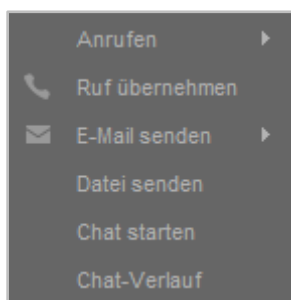 Anrufen
Ruf übernehmen
E-Mail senden
Datei senden
Chat starten
Chat-Verlauf